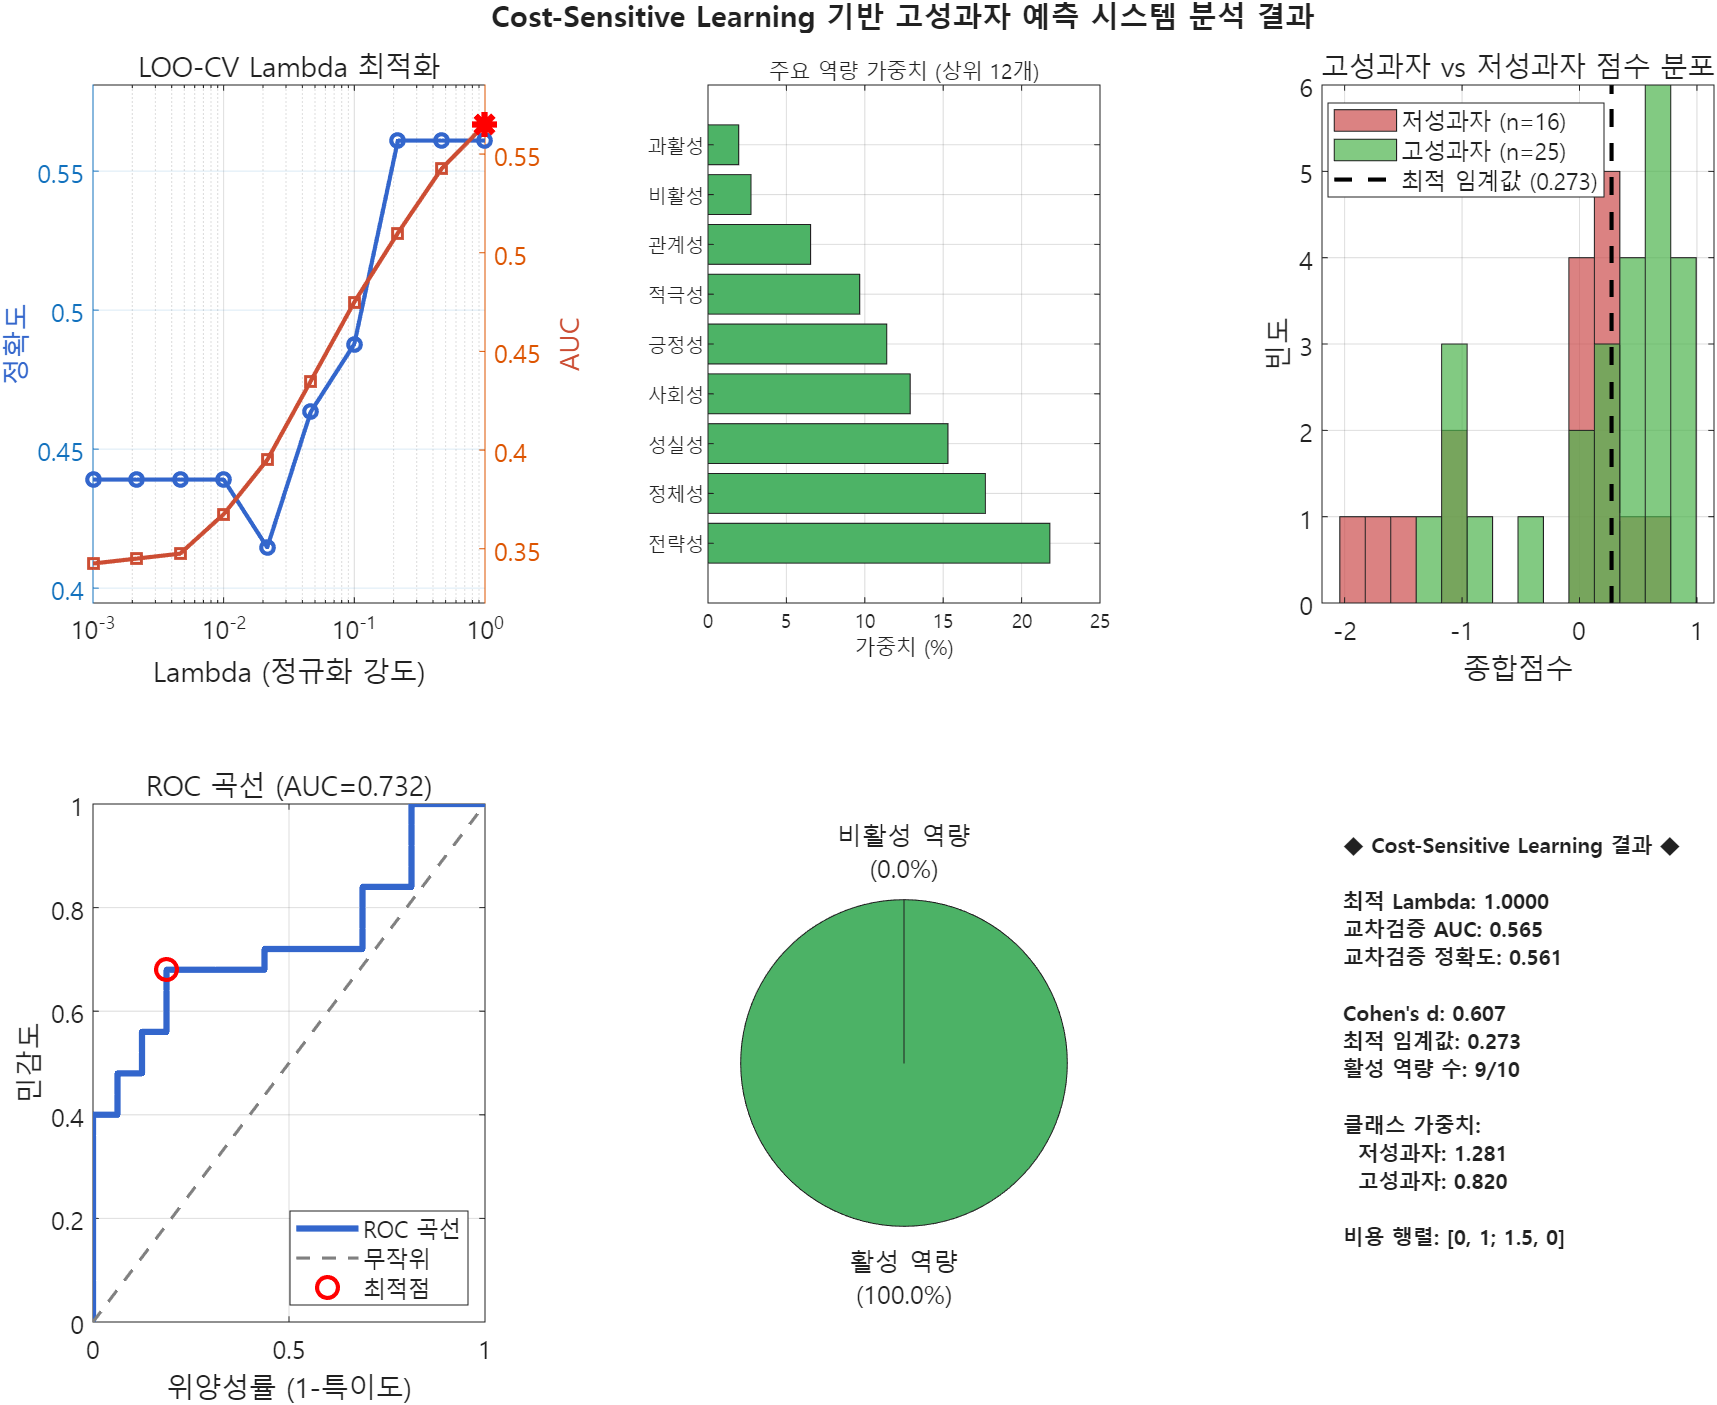 Cost-Sensitive Learning 기반 고성과자 예측 시스템 분석 결과
LOO-CV Lambda 최적화
0.55
0.5
0.45
0.4
정확도
0.55
0.5
0.45
0.4
0.35
AUC
10-3
10-2
10-1
100
Lambda (정규화 강도)
주요 역량 가중치 (상위 12개)
과활성
비활성
관계성
적극성
긍정성
사회성
성실성
정체성
전략성
0
5
10
15
20
25
가중치 (%)
고성과자 vs 저성과자 점수 분포
저성과자 (n=16)
고성과자 (n=25)
최적 임계값 (0.273)
6
5
4
3
2
1
0
빈도
-2
-1
0
1
종합점수
ROC 곡선 (AUC=0.732)
1
0.8
0.6
0.4
0.2
0
민감도
ROC 곡선
무작위
최적점
0
0.5
1
위양성률 (1-특이도)
비활성 역량
(0.0%)
활성 역량
(100.0%)
◆ Cost-Sensitive Learning 결과 ◆
최적 Lambda: 1.0000
교차검증 AUC: 0.565
교차검증 정확도: 0.561
Cohen's d: 0.607
최적 임계값: 0.273
활성 역량 수: 9/10
클래스 가중치:
저성과자: 1.281
고성과자: 0.820
비용 행렬: [0, 1; 1.5, 0]